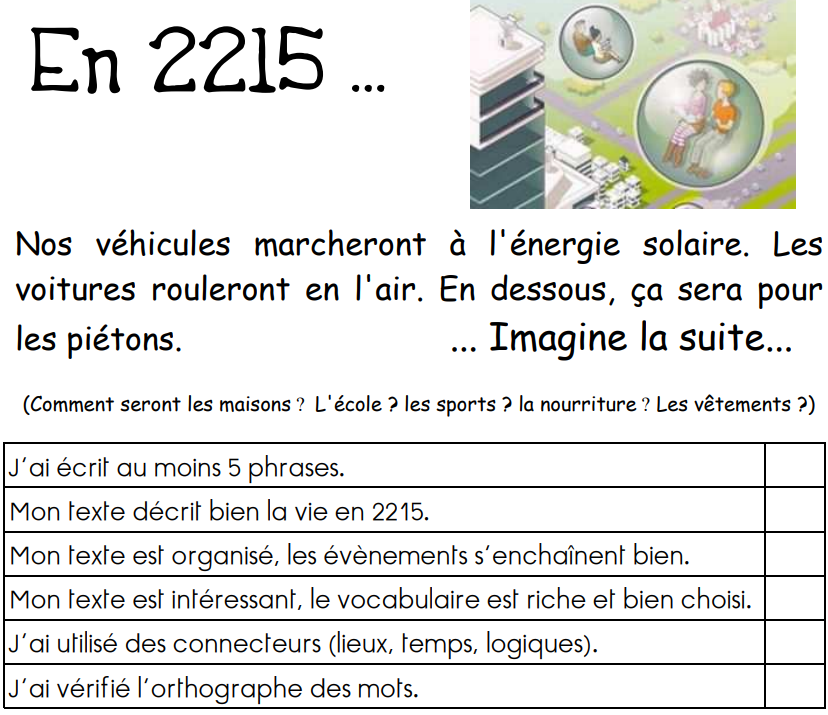 En 2215 ...
Nos véhicules marcheront à l'énergie solaire. Les
voitures rouleront en l'air. En dessous, ça sera pour
les piétons. ... Imagine la suite...
(Comment seront les maisons ? L'école ? les sports ? la nourriture ? Les vêtements ?)
J'ai écrit au moins 5 phrases.
Mon texte décrit bien la vie en 2215.
Mon texte est organisé, les évènements s'enchaînent bien.
Mon texte est intéressant, le vocabulaire est riche et bien choisi.
J'ai utilisé des connecteurs (lieux, temps, logiques).
J'ai vérifié l'orthographe des mots.